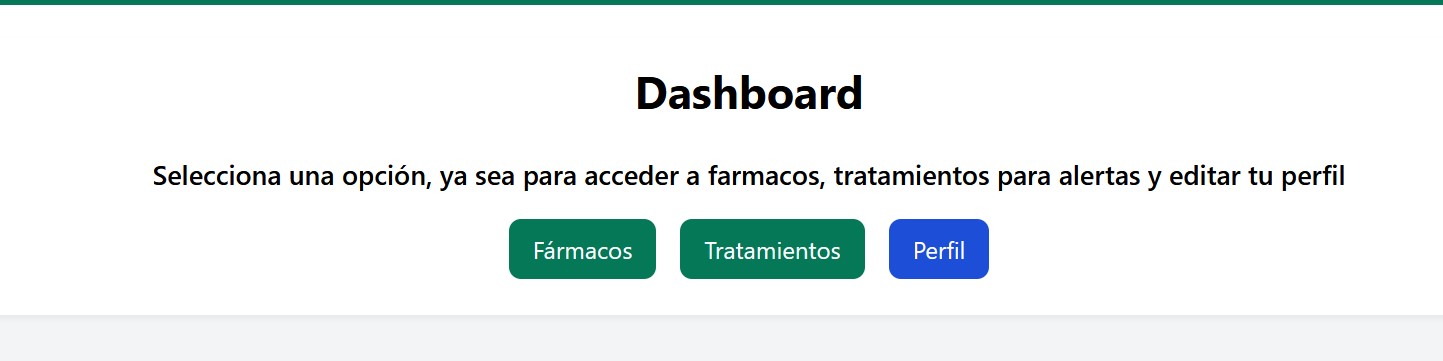 Dashboard
Selecciona una opción, ya sea para acceder a farmacos, tratamientos para alertas y editar tu perfil
Fármacos Tratamientos Perfil